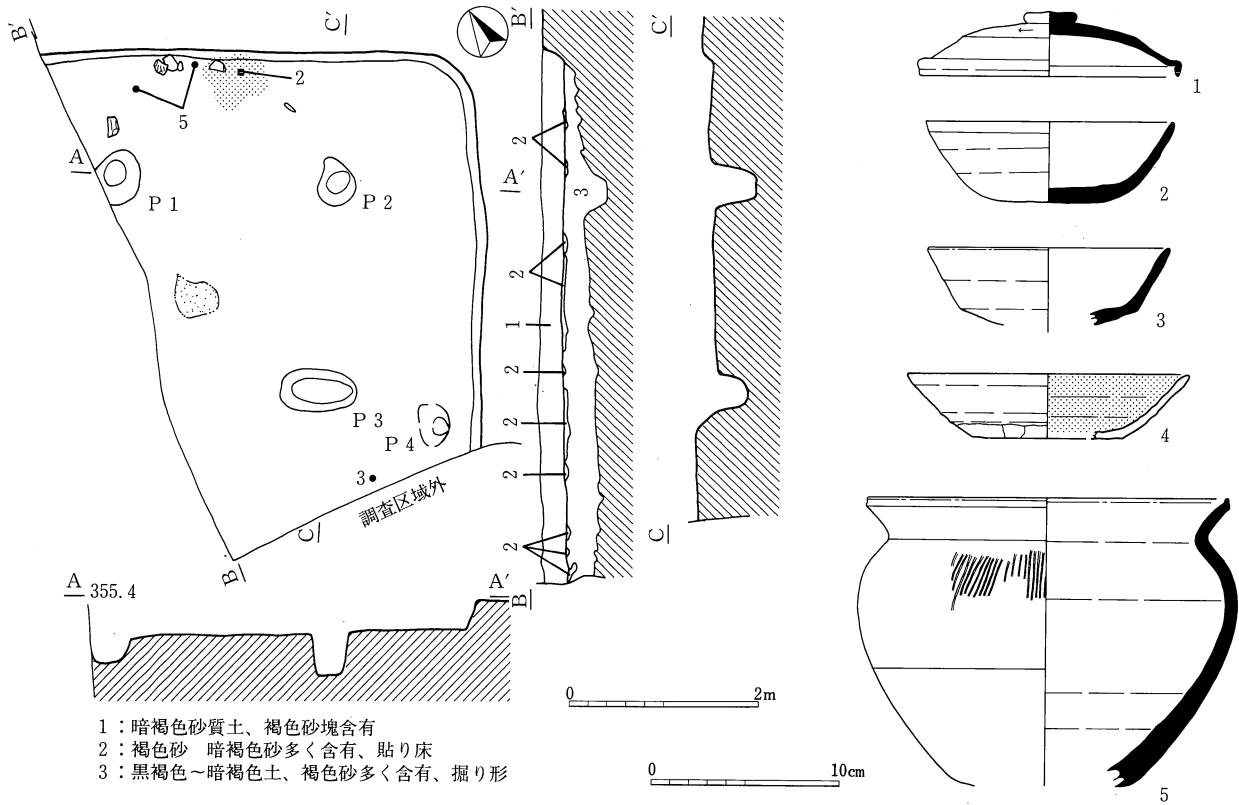 B′
C′
2
5
A
A′
P 1
P 2
P 3
P 4
3
調査区域外
C
B
B′
2
3
2
1
2
2
2
2
B
C′
C
A 355.4
A′
0 2m
0 10cm
1：暗褐色砂質土、褐色砂塊含有
2：褐色砂　暗褐色砂多く含有、貼り床
3：黒褐色～暗褐色土、褐色砂多く含有、掘り形
1
2
3
4
5